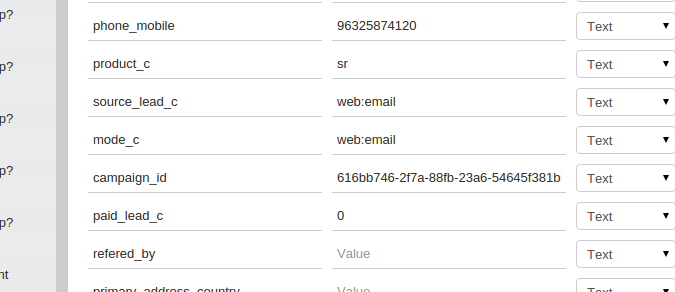 p?
phone_mobile 96325874120 Text
product_c sr Text
p?
source_lead_c web:email Text
p?
mode_c web:email Text
p?
campaign_id 616bb746-2f7a-88fb-23a6-54645f381b Text
paid_lead_c 0 Text
p?
refered_by Value Text
nt
primary_address_country Value Text